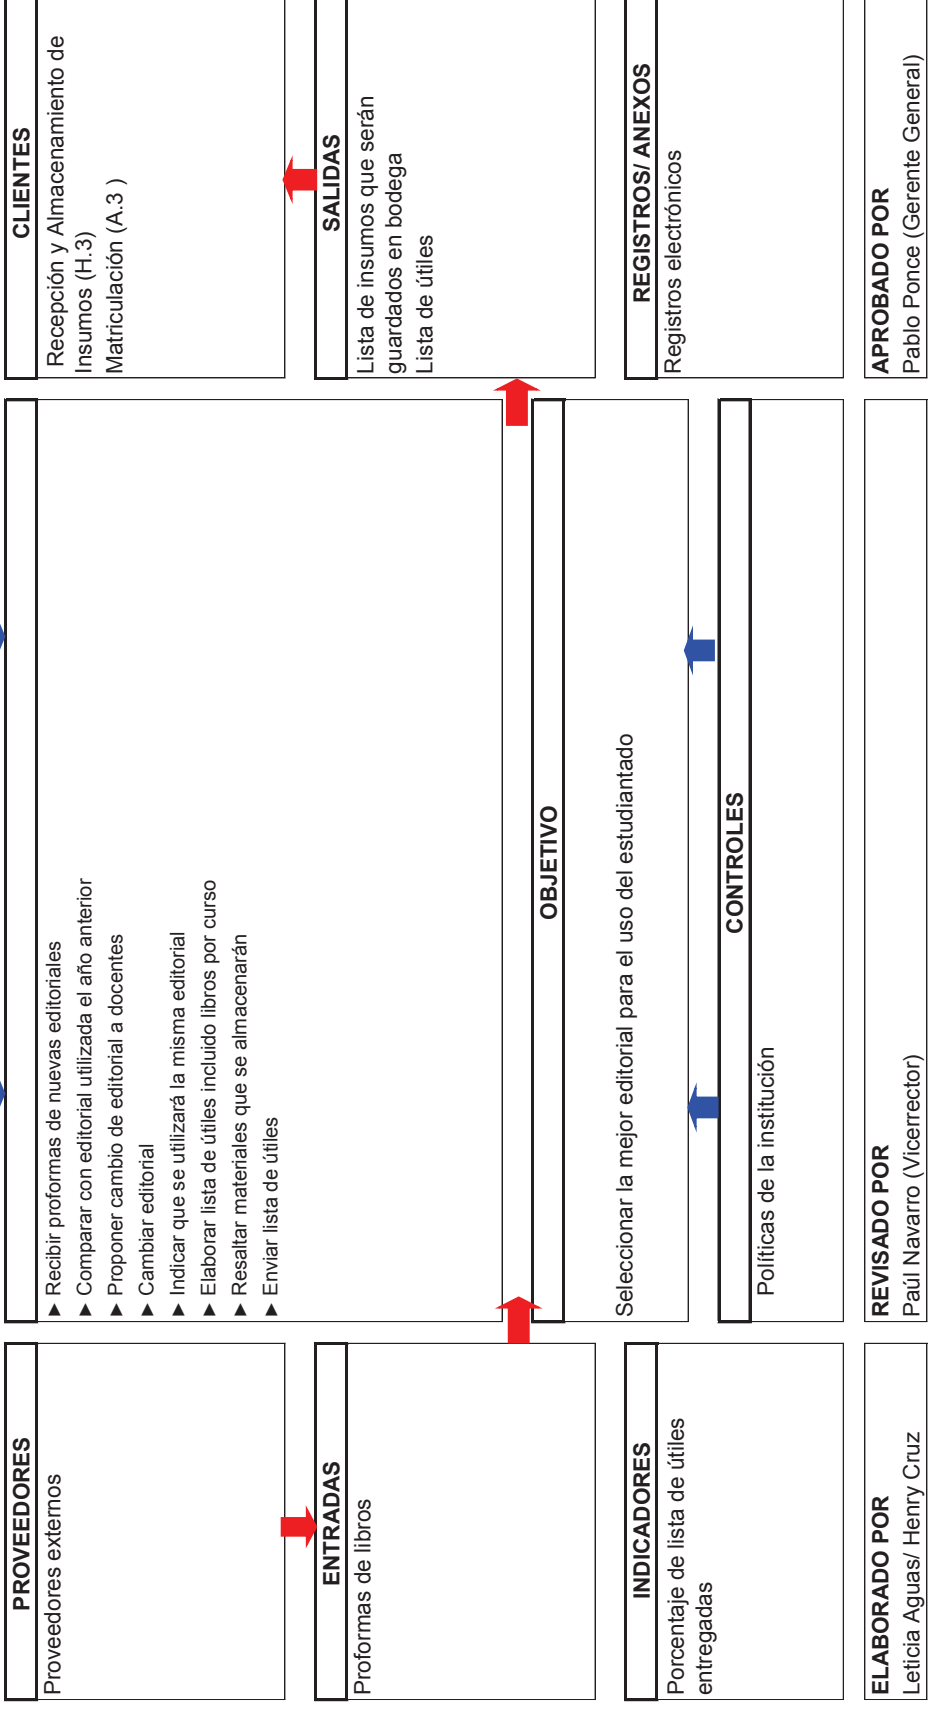 PROVEEDORES
Proveedores externos
► Recibir proformas de nuevas editoriales
► Comparar con editorial utilizada el año anterior
► Proponer cambio de editorial a docentes
► Cambiar editorial
► Indicar que se utilizará la misma editorial
► Elaborar lista de útiles incluido libros por curso
► Resaltar materiales que se almacenarán
► Enviar lista de útiles
CLIENTES
Recepción y Almacenamiento de
Insumos (H.3)
Matriculación (A.3 )
ENTRADAS
Proformas de libros
SALIDAS
Lista de insumos que serán
guardados en bodega
Lista de útiles
OBJETIVO
Seleccionar la mejor editorial para el uso del estudiantado
INDICADORES
Porcentaje de lista de útiles
entregadas
CONTROLES
Políticas de la institución
REGISTROS/ ANEXOS
Registros electrónicos
ELABORADO POR
Leticia Aguas/ Henry Cruz
REVISADO POR
Paúl Navarro (Vicerrector)
APROBADO POR
Pablo Ponce (Gerente General)